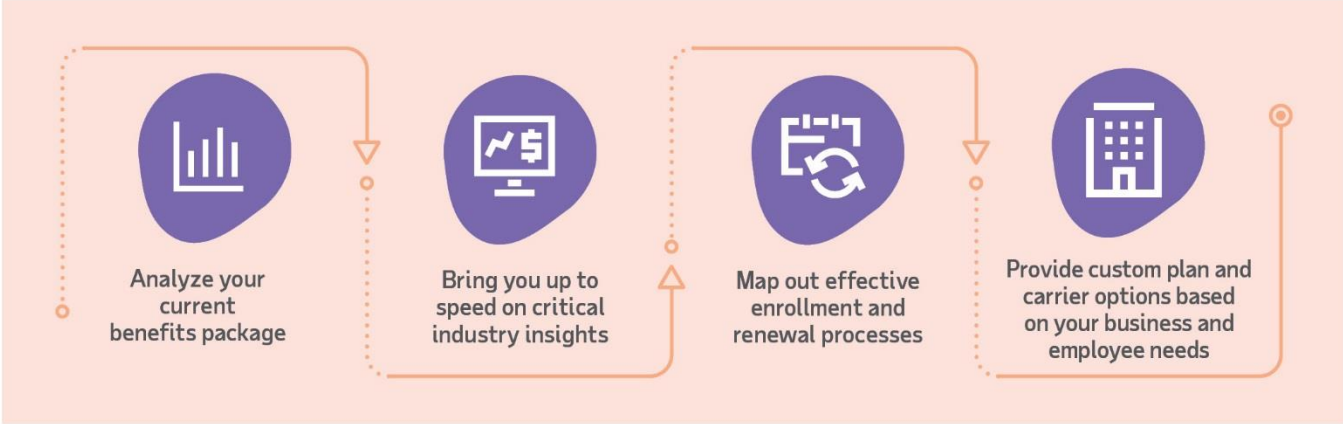 Analyze your
current
benefits package
Bring you up to
speed on critical
industry insights
Map out effective
enrollment and
renewal processes
Provide custom plan and
carrier options based
on your business and
employee needs